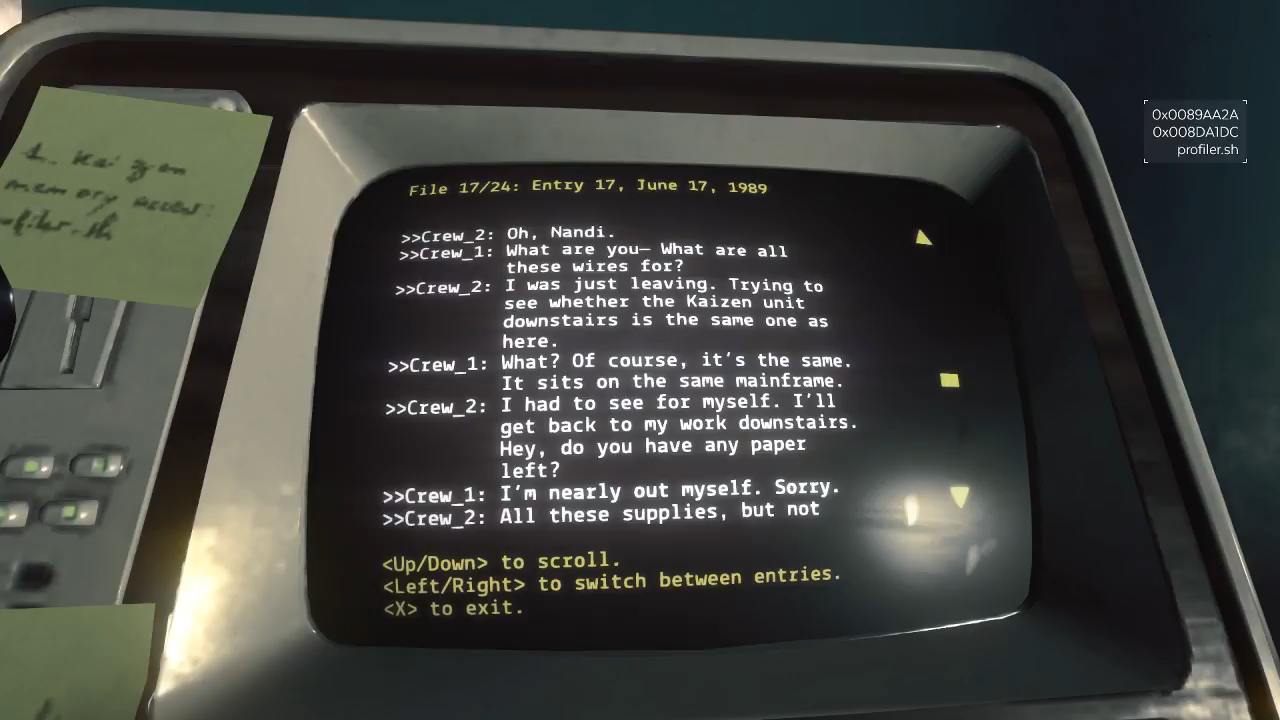 1. Kaizen
memory access:
profiler.sh
File 17/24: Entry 17, June 17, 1989
>>Crew_2: Oh, Nandi.
>>Crew_1: What are you— What are all
these wires for?
>>Crew_2: I was just leaving. Trying to
see whether the Kaizen unit
downstairs is the same one as
here.
>>Crew_1: What? Of course, it's the same.
It sits on the same mainframe.
>>Crew_2: I had to see for myself. I'll
get back to my work downstairs.
Hey, do you have any paper
left?
>>Crew_1: I'm nearly out myself. Sorry.
>>Crew_2: All these supplies, but not
<Up/Down> to scroll.
<Left/Right> to switch between entries.
<X> to exit.
0x0089AA2A
0x008DA1DC
profiler.sh